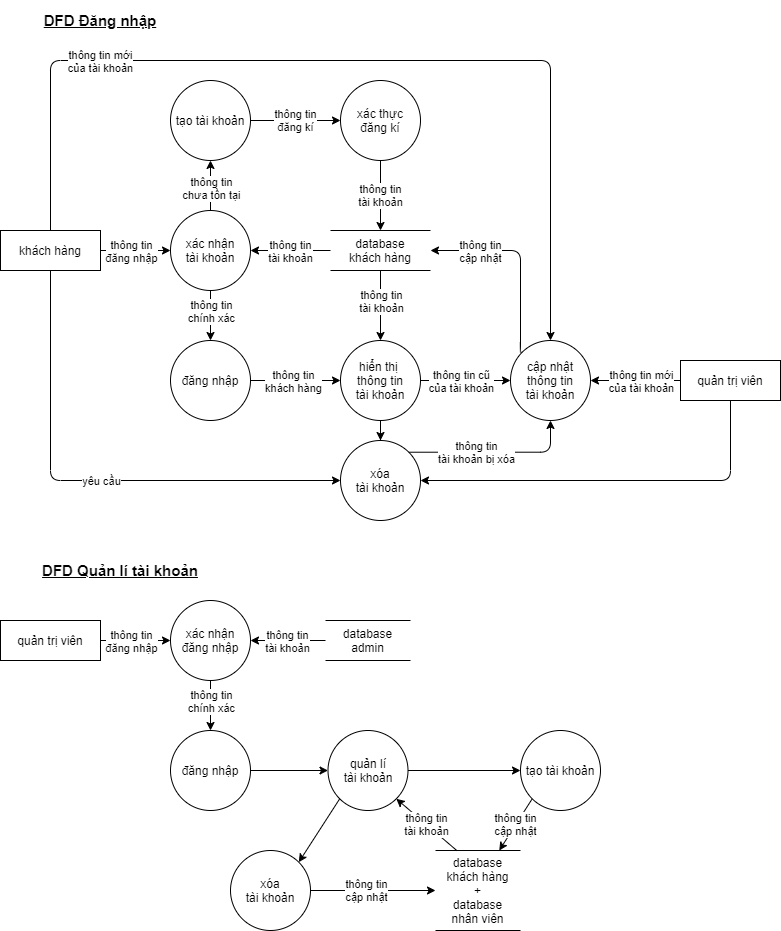 DFD Đăng nhập
thông tin mới
của tài khoản
tạo tài khoản
thông tin
đăng kí
xác thực
đăng kí
thông tin
chưa tồn tại
thông tin
tài khoản
khách hàng
thông tin
đăng nhập
xác nhận
tài khoản
thông tin
tài khoản
database
khách hàng
thông tin
cập nhật
thông tin
chính xác
thông tin
tài khoản
đăng nhập
thông tin
khách hàng
hiển thị
thông tin
tài khoản
thông tin cũ
của tài khoản
cập nhật
thông tin
tài khoản
thông tin mới
của tài khoản
quản trị viên
thông tin
tài khoản bị xóa
yêu cầu
xóa
tài khoản
DFD Quản lí tài khoản
quản trị viên
thông tin
đăng nhập
xác nhận
đăng nhập
thông tin
tài khoản
database
admin
thông tin
chính xác
đăng nhập
quản lí
tài khoản
tạo tài khoản
thông tin
tài khoản
thông tin
cập nhật
xóa
tài khoản
thông tin
cập nhật
database
khách hàng
+
database
nhân viên